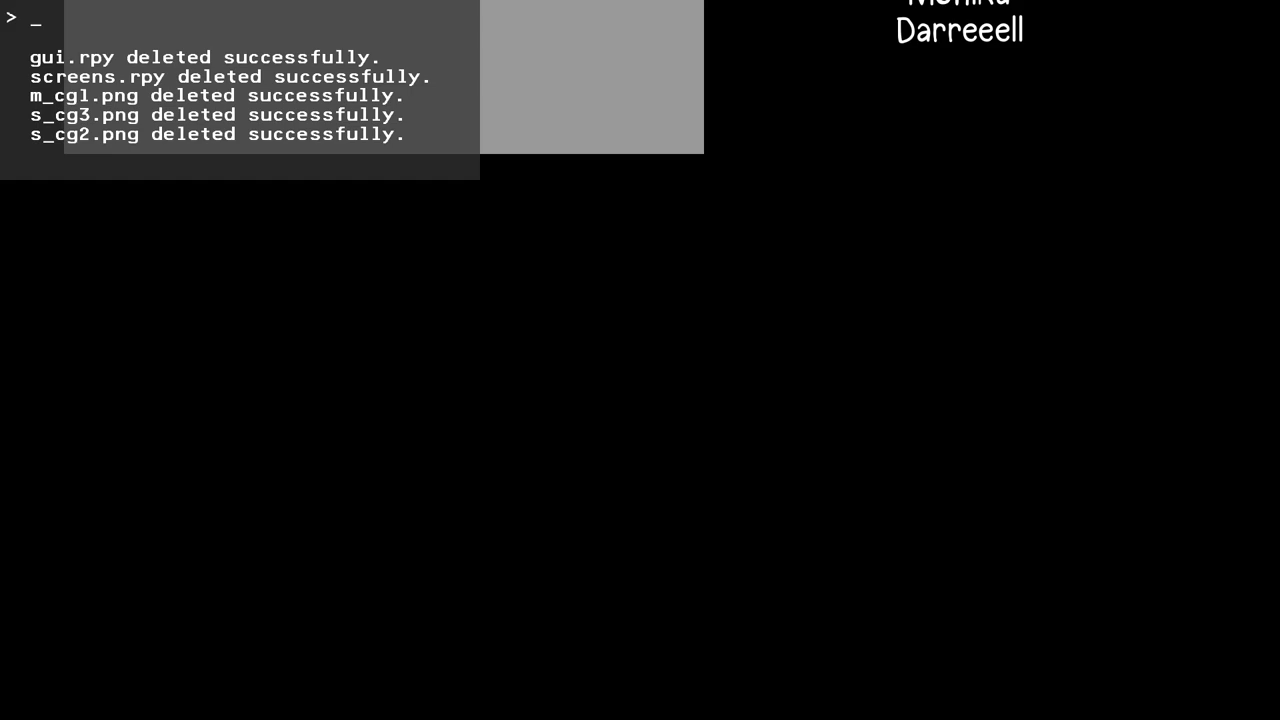 > _
gui.rpy deleted successfully.
screens.rpy deleted successfully.
m_cg1.png deleted successfully.
s_cg3.png deleted successfully.
s_cg2.png deleted successfully.
Monika
Darreeell